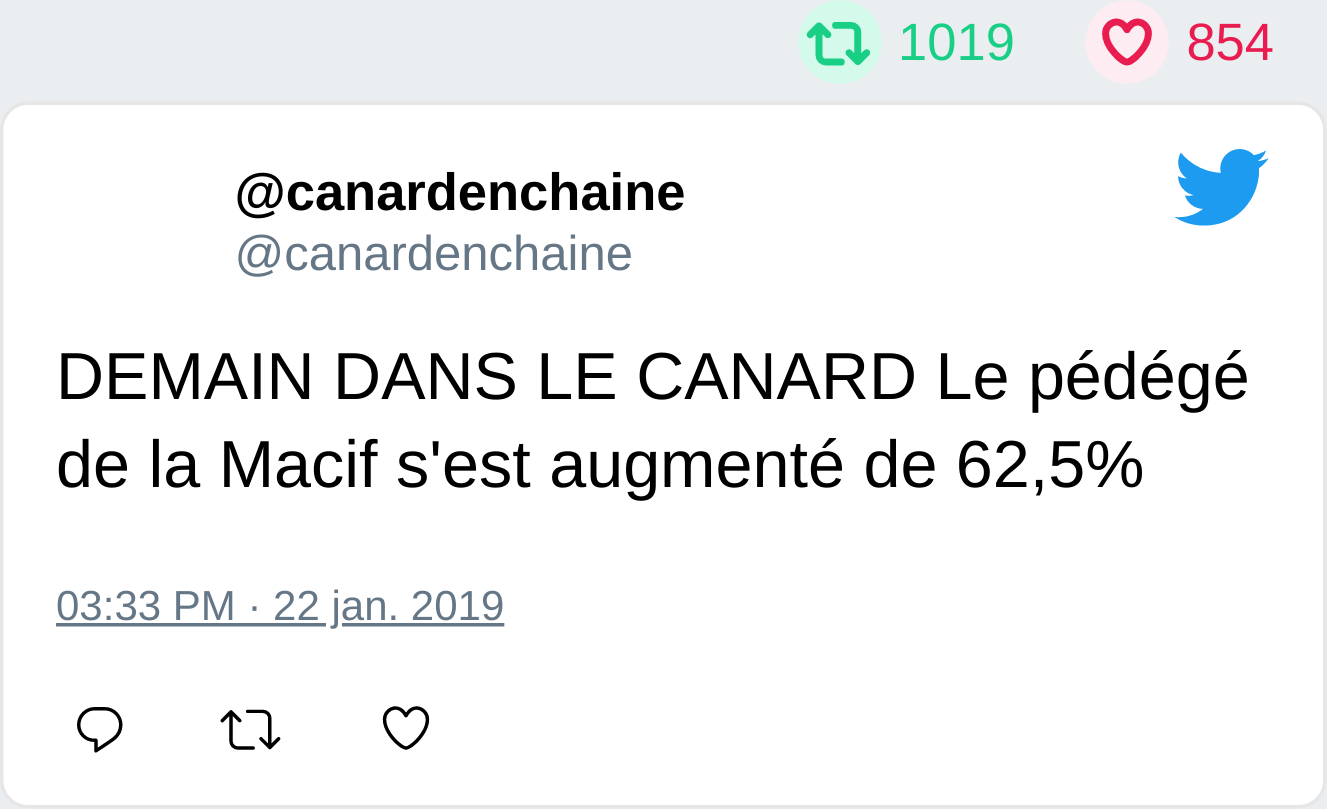 1019 854
@canardenchaine
@canardenchaine
DEMAIN DANS LE CANARD Le pédégé
de la Macif s'est augmenté de 62,5%
03:33 PM · 22 jan. 2019